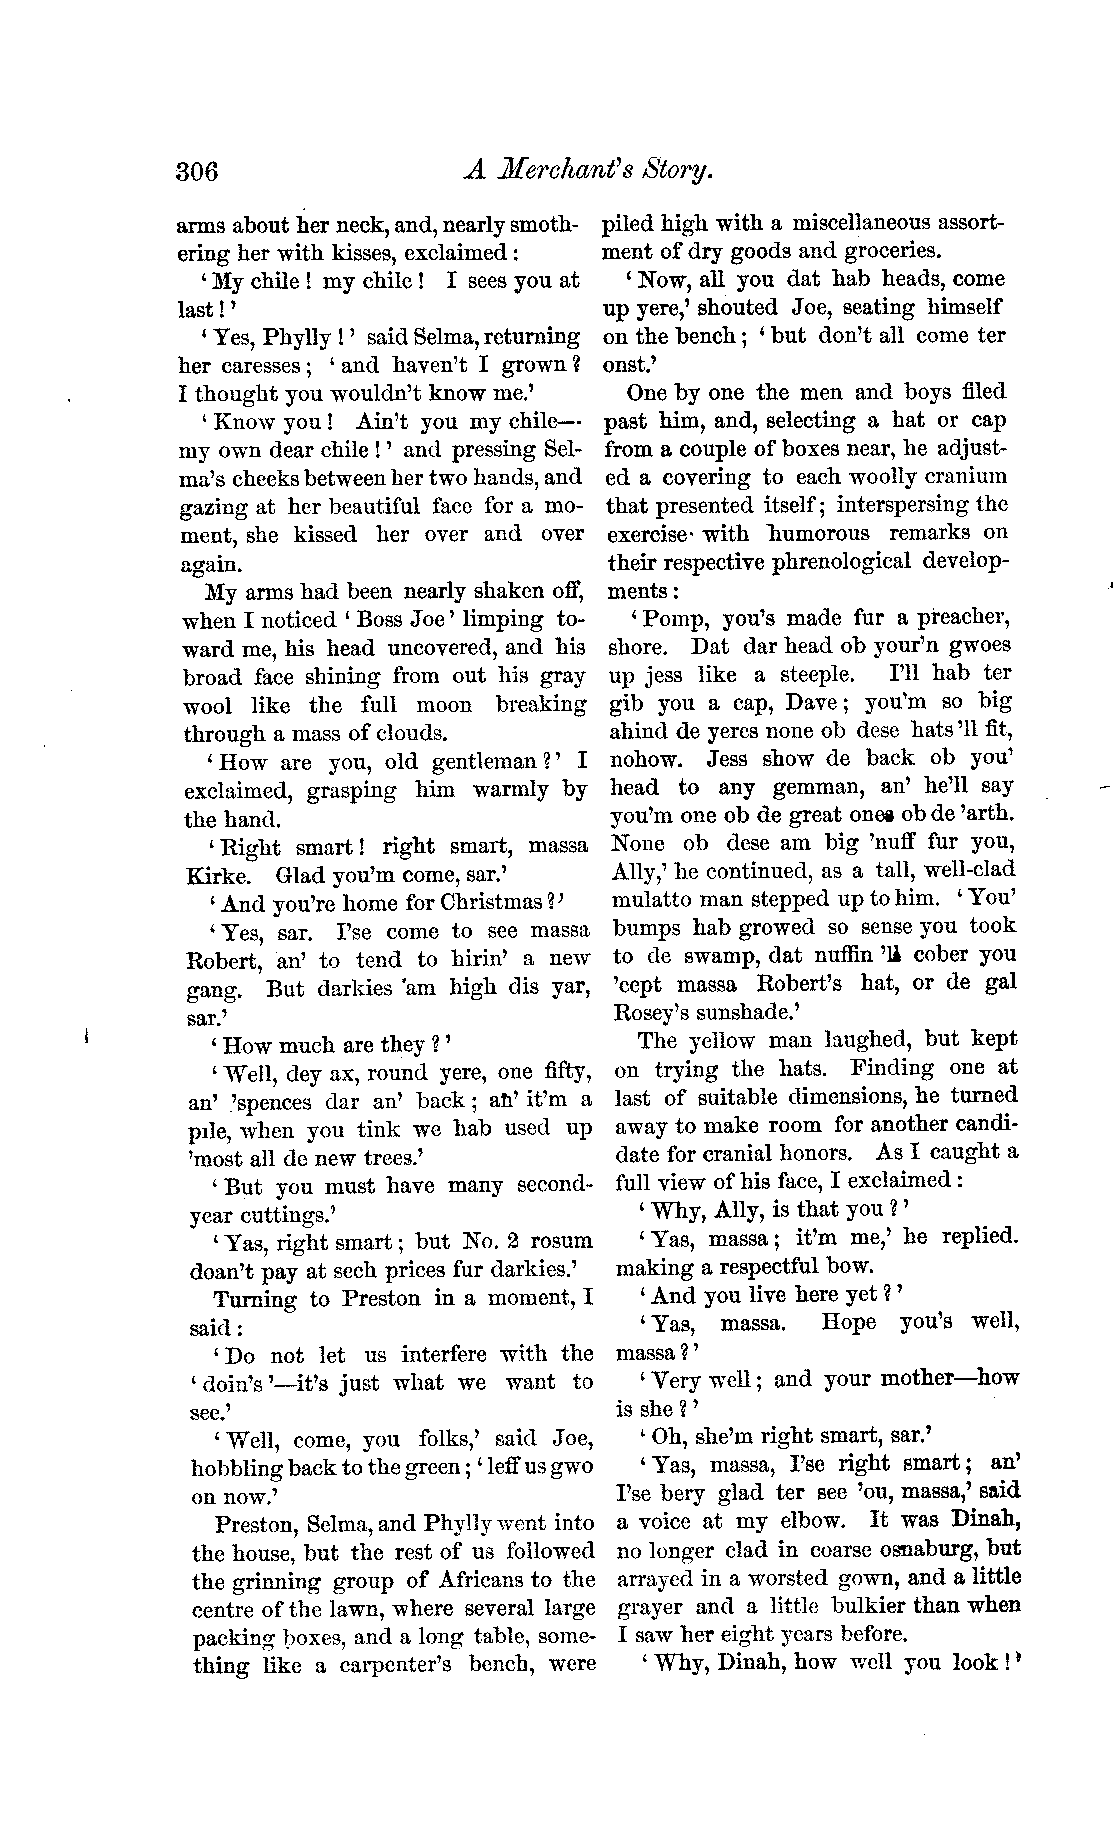 306
A Merchant's Story.
arms about her neck, and, nearly smoth-
ering her with kisses, exclaimed:
'My chile! my chile! I sees you at
last!'
'Yes, Phylly!' said Selma, returning
her caresses; 'and haven't I grown?
I thought you wouldn't know me.'
'Know you! Ain't you my chile—
my own dear chile!' and pressing Sel-
ma's cheeks between her two hands, and
gazing at her beautiful face for a mo-
ment, she kissed her over and over
again.
My arms had been nearly shaken off,
when I noticed 'Boss Joe' limping to-
ward me, his head uncovered, and his
broad face shining from out his gray
wool like the full moon breaking
through a mass of clouds.
'How are you, old gentleman?' I
exclaimed, grasping him warmly by
the hand.
'Right smart! right smart, massa
Kirke. Glad you'm come, sar.'
'And you're home for Christmas?'
'Yes, sar. I'se come to see massa
Robert, an' to tend to hirin' a new
gang. But darkies 'am high dis yar,
sar.'
'How much are they?'
'Well, dey ax, round yere, one fifty,
an' 'spences dar an' back; an' it'm a
pile, when you tink we hab used up
'most all de new trees.'
'But you must have many second-
year cuttings.'
'Yas, right smart; but No. 2 rosum
doan't pay at sech prices fur darkies.'
Turning to Preston in a moment, I
said:
'Do not let us interfere with the
'doin's'—it's just what we want to
see.'
'Well, come, you folks,' said Joe,
hobbling back to the green; 'leff us gwo
on now.'
Preston, Selma, and Phylly went into
the house, but the rest of us followed
the grinning group of Africans to the
centre of the lawn, where several large
packing boxes, and a long table, some-
thing like a carpenter's bench, were
piled high with a miscellaneous assort-
ment of dry goods and groceries.
'Now, all you dat hab heads, come
up yere,' shouted Joe, seating himself
on the bench; 'but don't all come ter
onst.'
One by one the men and boys filed
past him, and, selecting a hat or cap
from a couple of boxes near, he adjust-
ed a covering to each woolly cranium
that presented itself; interspersing the
exercise with humorous remarks on
their respective phrenological develop-
ments:
'Pomp, you's made fur a preacher,
shore. Dat dar head ob your'n gwoes
up jess like a steeple. I'll hab ter
gib you a cap, Dave; you'm so big
ahind de yeres none ob dese hats'll fit,
nohow. Jess show de back ob you'
head to any gemman, an' he'll say
you'm one ob de great ones ob de 'arth.
None ob dese am big 'nuff fur you,
Ally,' he continued, as a tall, well-clad
mulatto man stepped up to him. 'You'
bumps hab growed so sense you took
to de swamp, dat nuffin 'll cober you
'cept massa Robert's hat, or de gal
Rosey's sunshade.'
The yellow man laughed, but kept
on trying the hats. Finding one at
last of suitable dimensions, he turned
away to make room for another candi-
date for cranial honors. As I caught a
full view of his face, I exclaimed:
'Why, Ally, is that you?'
'Yas, massa; it'm me,' he replied.
making a respectful bow.
'And you live here yet?'
'Yas, massa. Hope you's well,
massa?'
'Very well; and your mother—how
is she?'
'Oh, she'm right smart, sar.'
'Yas, massa, I'se right smart; an'
I'se bery glad ter see 'ou, massa,' said
a voice at my elbow. It was Dinah,
no longer clad in coarse osnaburg, but
arrayed in a worsted gown, and a little
grayer and a little bulkier than when
I saw her eight years before.
'Why, Dinah, how well you look!'